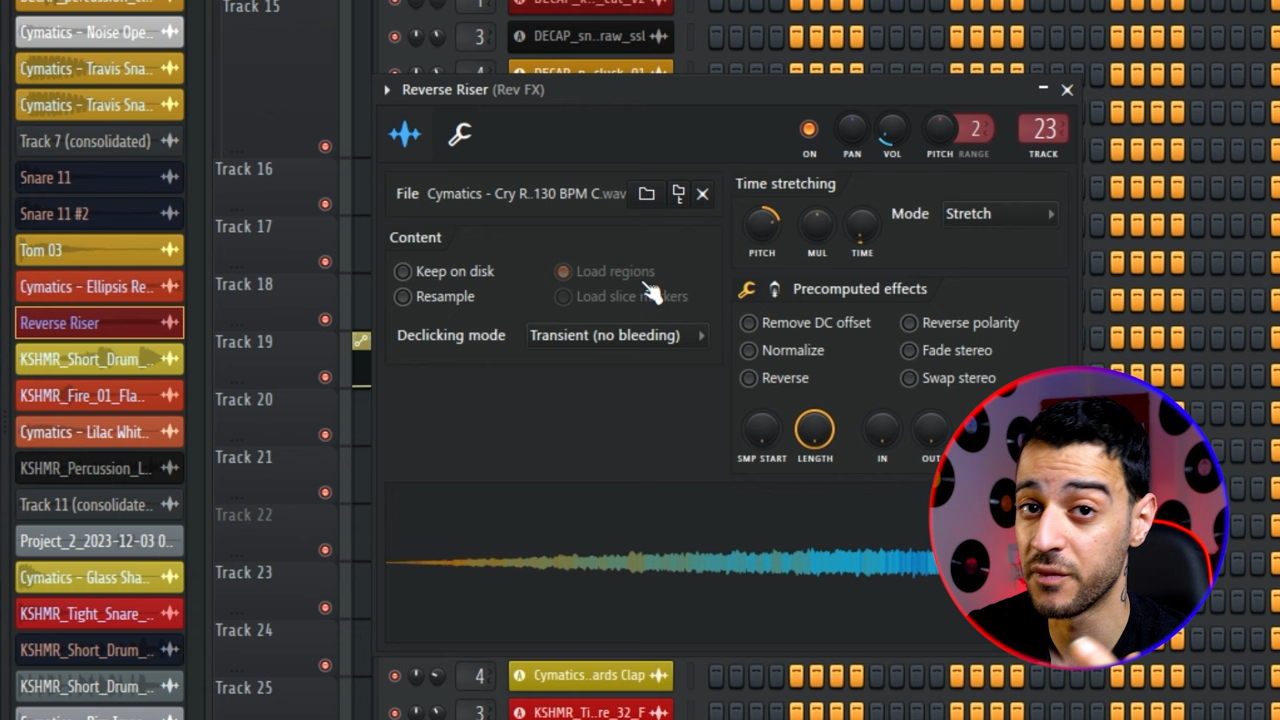 Cymatics - Noise Ope..
Cymatics - Travis Sna..
Cymatics - Travis Sna..
Track 7 (consolidated)
Snare 11
Snare 11 #2
Tom 03
Cymatics - Ellipsis Re..
Reverse Riser
KSHMR_Short_Drum_..
KSHMR_Fire_01_Fla..
Cymatics - Lilac Whit..
KSHMR_Percussion_L..
Track 11 (consolidate..
Project_2_2023-12-03 0..
Cymatics - Glass Sha..
KSHMR_Tight_Snare_..
KSHMR_Short_Drum_..
KSHMR_Short_Drum_..
Track 15
Track 16
Track 17
Track 18
Track 19
Track 20
Track 21
Track 22
Track 23
Track 24
Track 25
3
DECAP_sn..raw_ssl
Reverse Riser (Rev FX)
ON
PAN
VOL
PITCH
RANGE
2
23
TRACK
File Cymatics - Cry R..130 BPM C.wav
Content
Keep on disk
Load regions
Resample
Declicking mode
Transient (no bleeding)
Time stretching
PITCH
MUL
TIME
Mode
Stretch
Precomputed effects
Remove DC offset
Reverse polarity
Normalize
Fade stereo
Reverse
Swap stereo
SMP START
LENGTH
IN
4
Cymatics..ards Clap
3
KSHMR_Ti..re_32_F